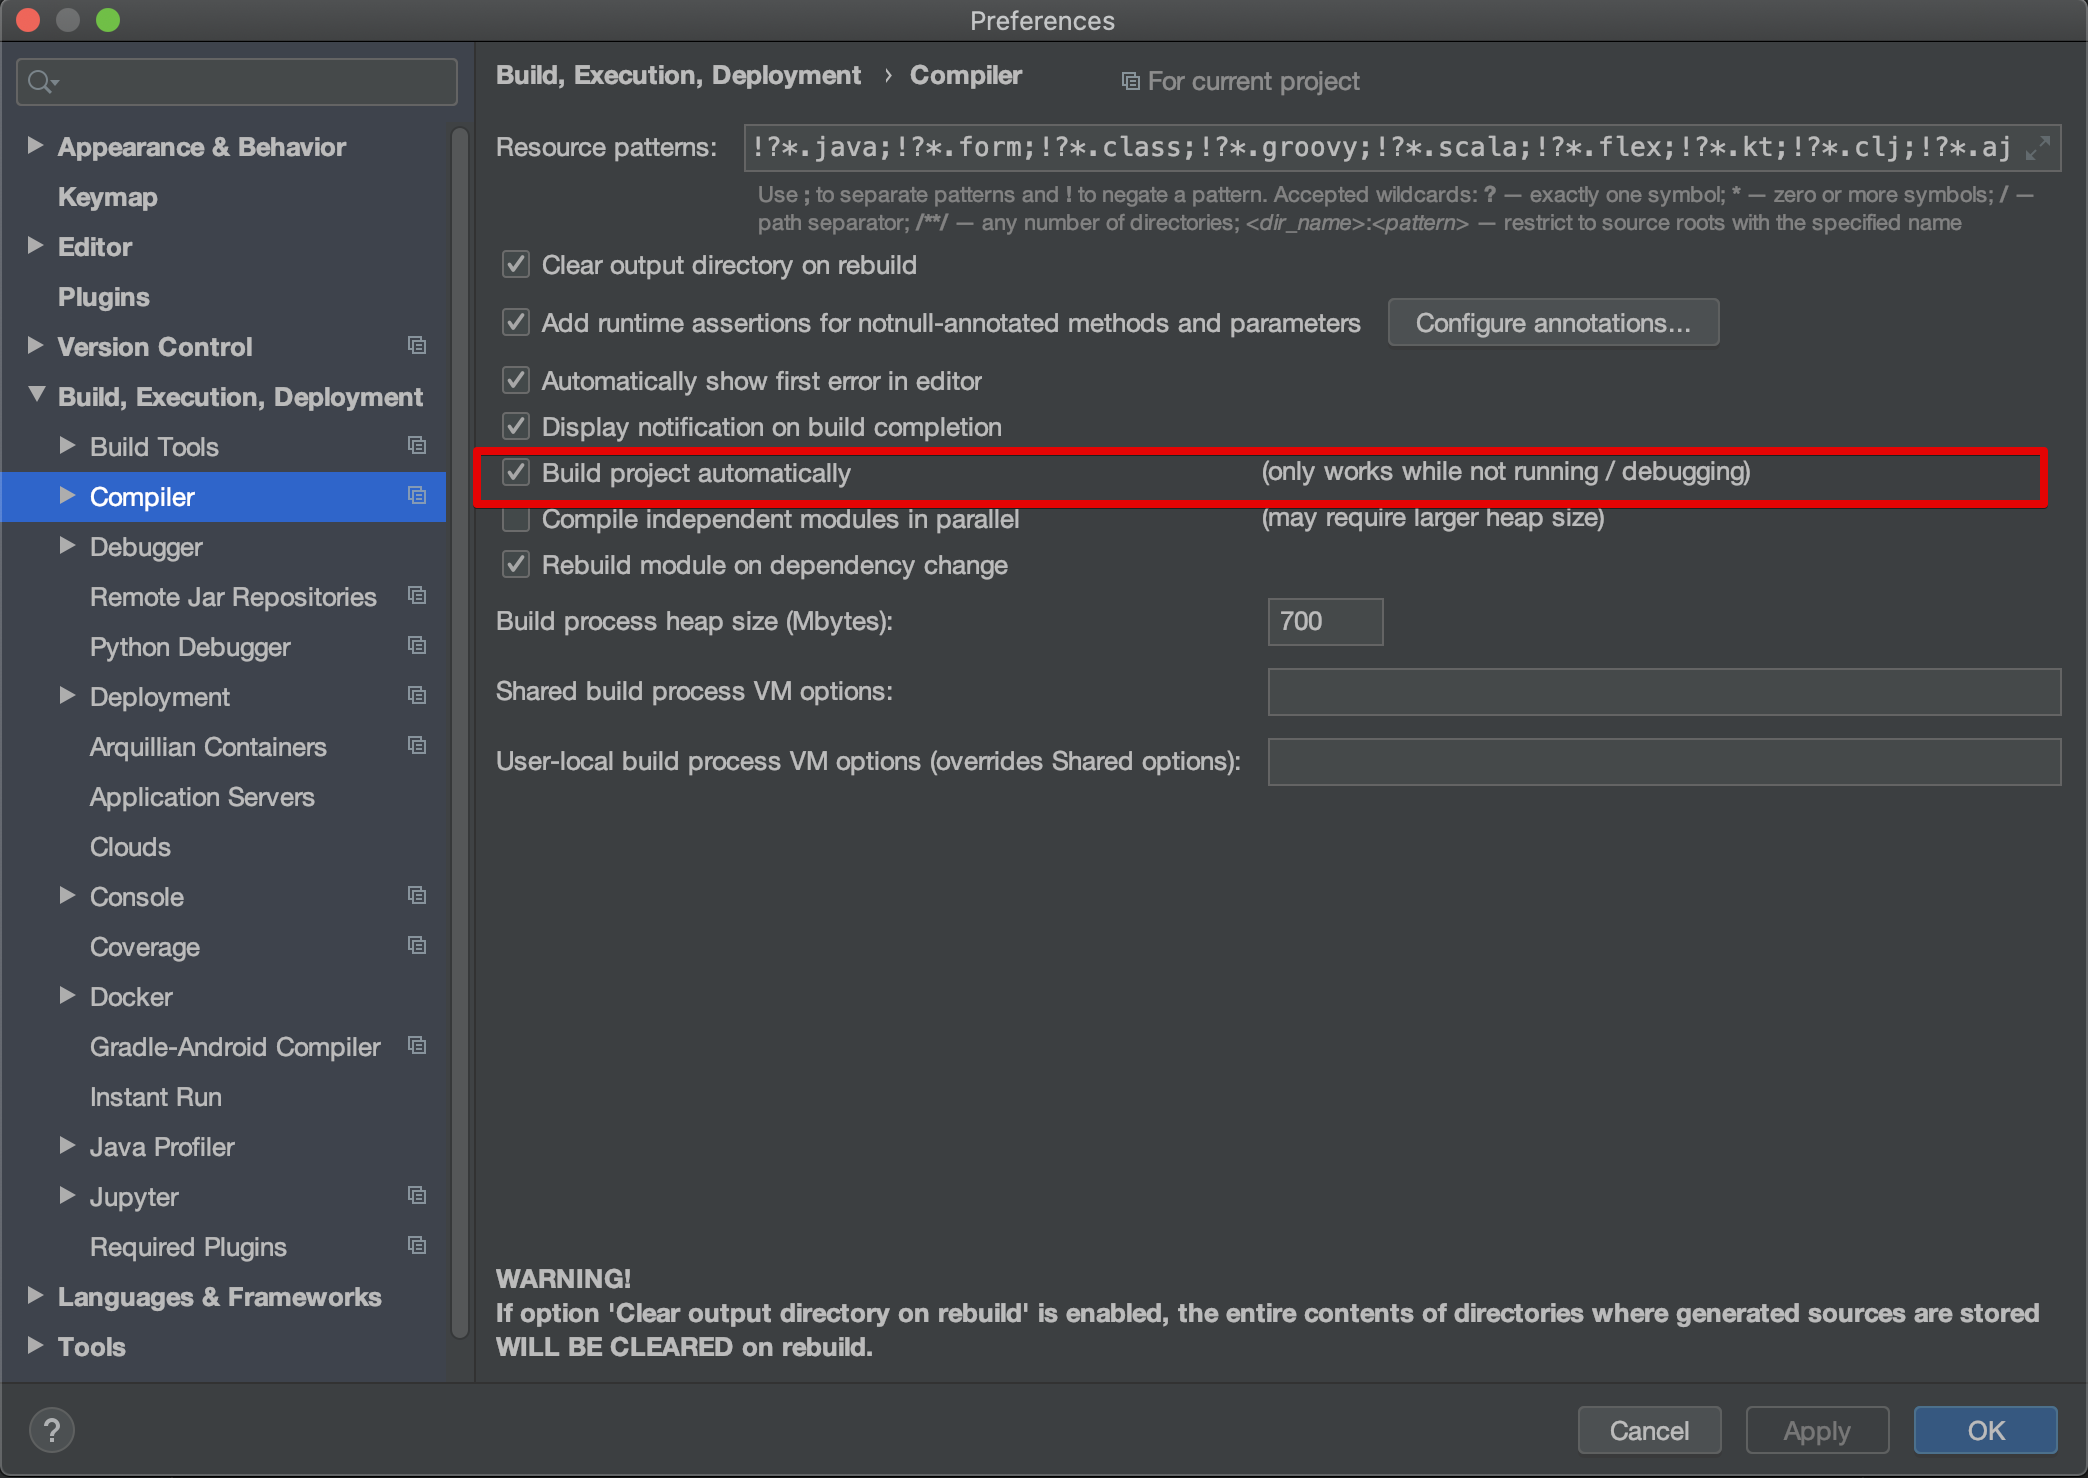 Preferences
Appearance & Behavior
Keymap
Editor
Plugins
Version Control
Build, Execution, Deployment
Build Tools
Compiler
Debugger
Remote Jar Repositories
Python Debugger
Deployment
Arquillian Containers
Application Servers
Clouds
Console
Coverage
Docker
Gradle-Android Compiler
Instant Run
Java Profiler
Jupyter
Required Plugins
Languages & Frameworks
Tools
Build, Execution, Deployment › Compiler For current project
Resource patterns: !?*.java;!?*.form;!?*.class;!?*.groovy;!?*.scala;!?*.flex;!?*.kt;!?*.clj;!?*.aj
Use ; to separate patterns and ! to negate a pattern. Accepted wildcards: ? — exactly one symbol; * — zero or more symbols; / —
path separator; /**/ — any number of directories; <dir_name>:<pattern> — restrict to source roots with the specified name
Clear output directory on rebuild
Add runtime assertions for notnull-annotated methods and parameters Configure annotations...
Automatically show first error in editor
Display notification on build completion
Build project automatically (only works while not running / debugging)
Compile independent modules in parallel (may require larger heap size)
Rebuild module on dependency change
Build process heap size (Mbytes): 700
Shared build process VM options:
User-local build process VM options (overrides Shared options):
WARNING!
If option 'Clear output directory on rebuild' is enabled, the entire contents of directories where generated sources are stored
WILL BE CLEARED on rebuild.
? Cancel Apply OK